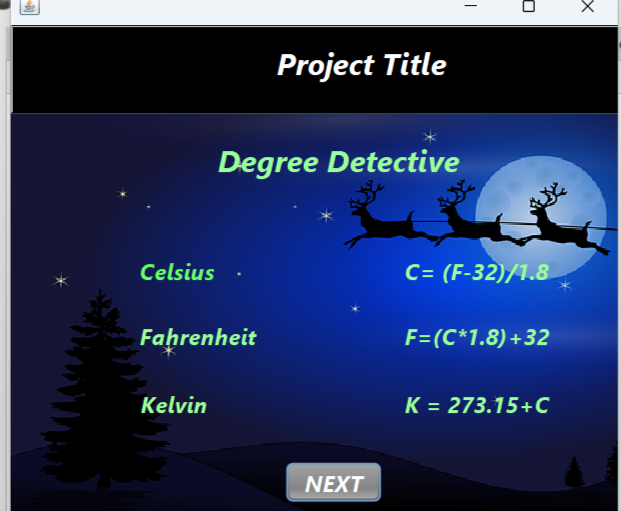 Project Title
Degree Detective
Celsius C= (F-32)/1.8
Fahrenheit F=(C*1.8)+32
Kelvin K = 273.15+C
NEXT